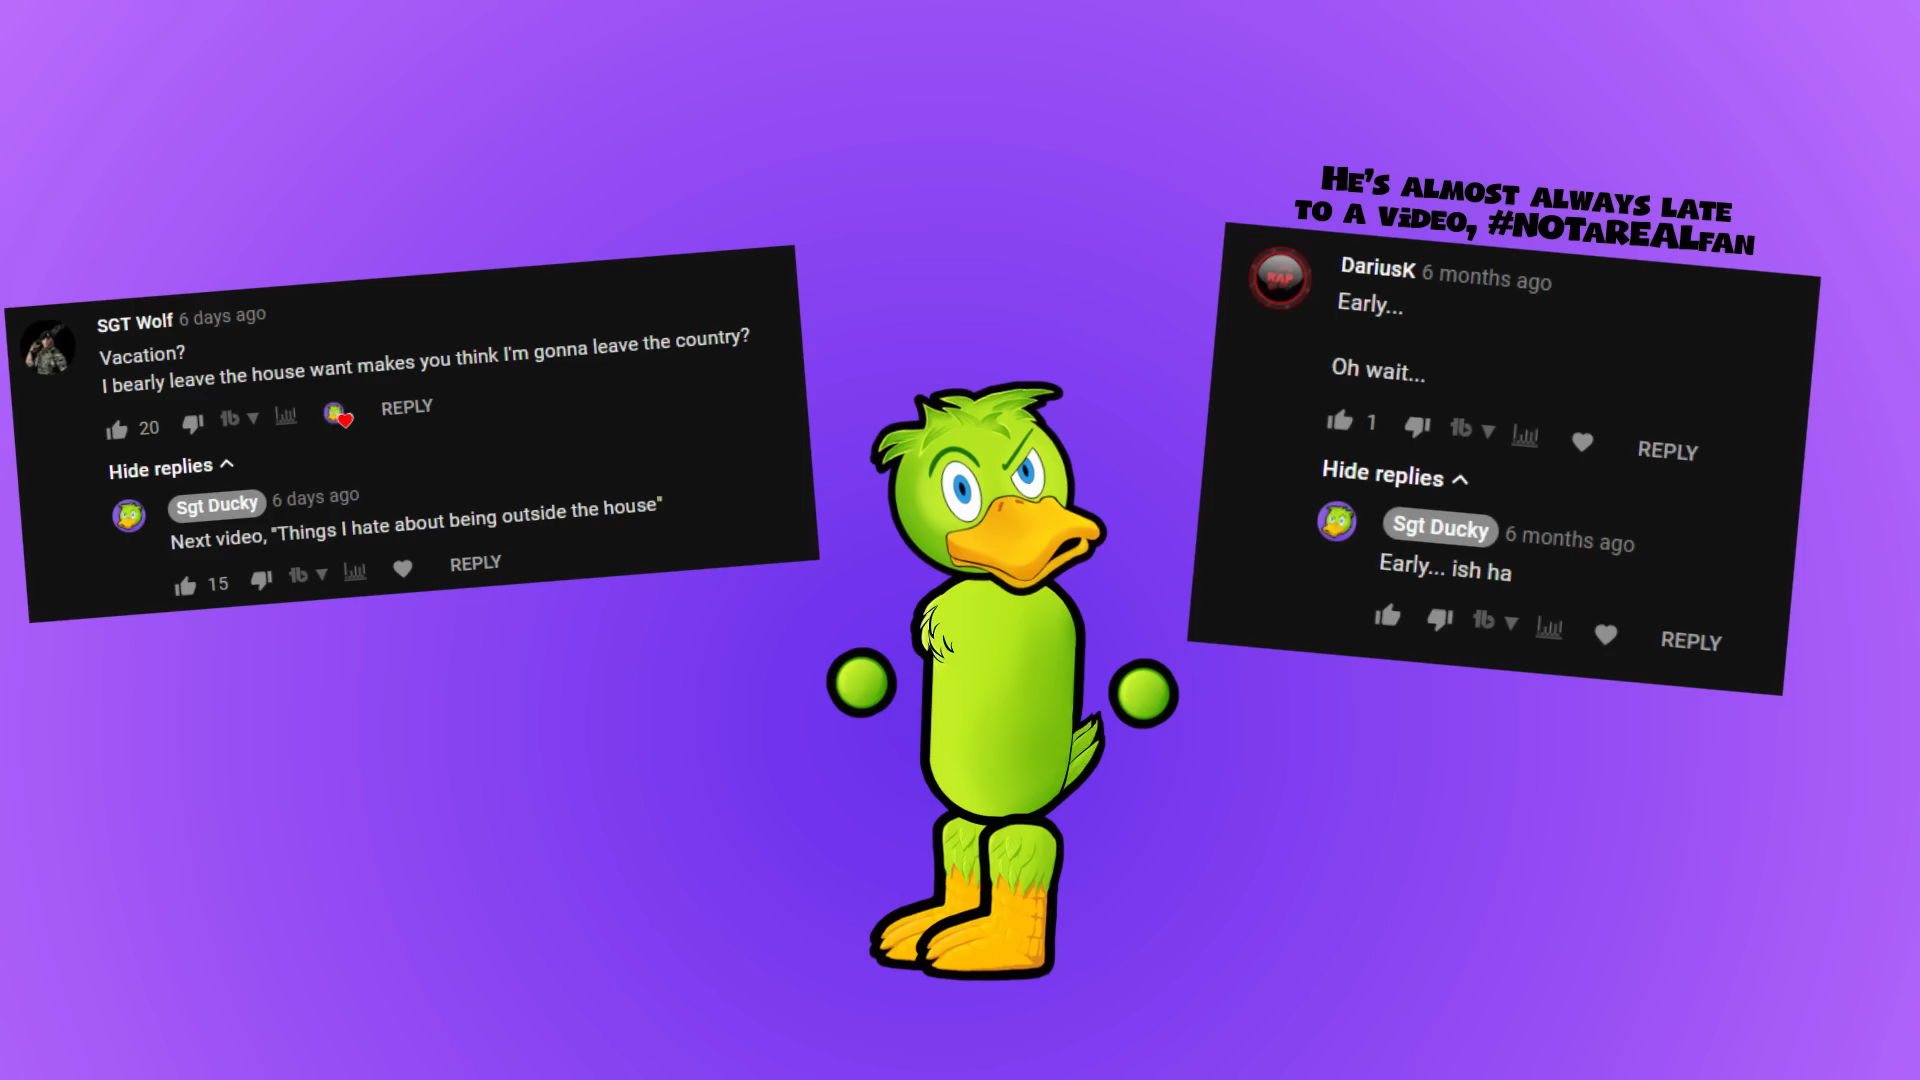 SGT Wolf 6 days ago
Vacation?
I bearly leave the house want makes you think I'm gonna leave the country?
20
REPLY
Hide replies
Sgt Ducky 6 days ago
Next video, "Things I hate about being outside the house"
15
REPLY
He's almost always late
to a video, #NOTaREALfan
RAP
DariusK 6 months ago
Early...
Oh wait...
1
REPLY
Hide replies
Sgt Ducky 6 months ago
Early... ish ha
REPLY